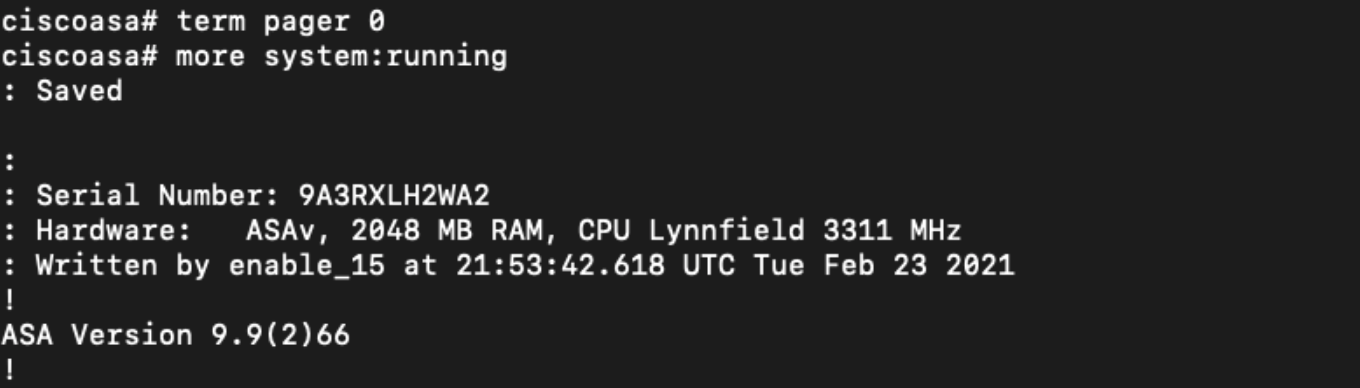 ciscoasa# term pager 0
ciscoasa# more system:running
: Saved
:
: Serial Number: 9A3RXLH2WA2
: Hardware:   ASAv, 2048 MB RAM, CPU Lynnfield 3311 MHz
: Written by enable_15 at 21:53:42.618 UTC Tue Feb 23 2021
!
ASA Version 9.9(2)66
!